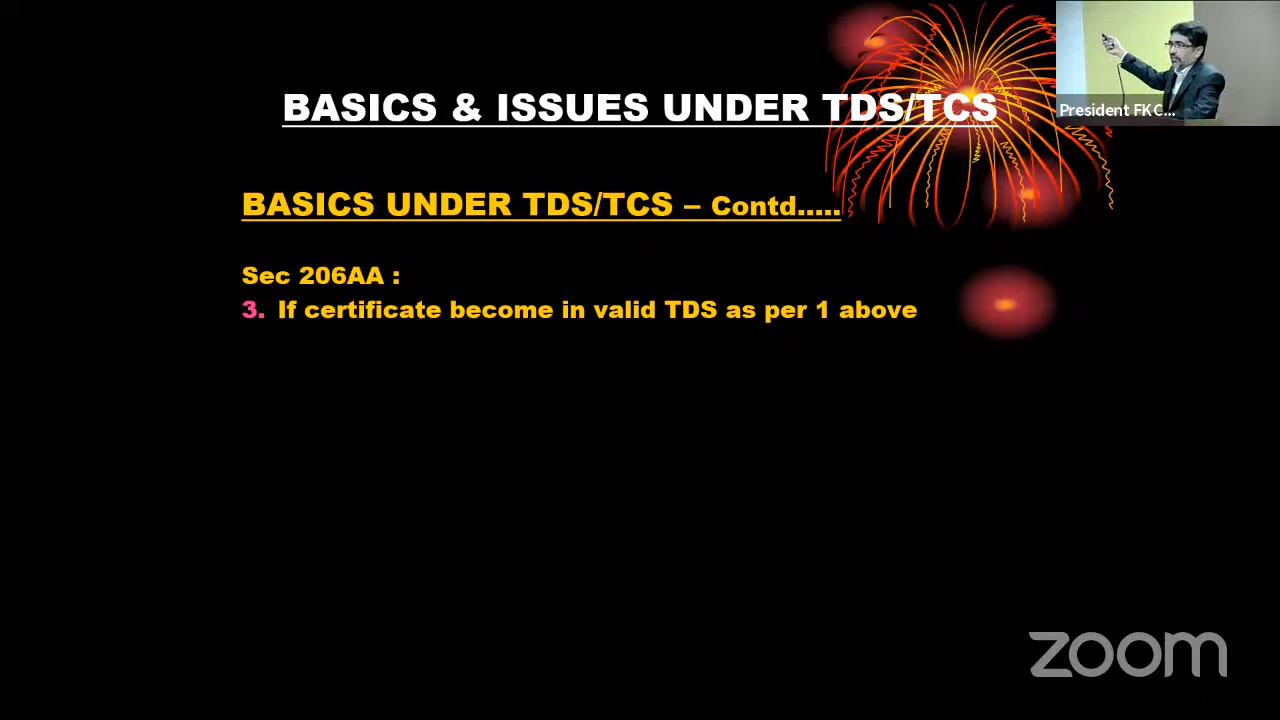 BASICS & ISSUES UNDER TDS/TCS
President FKC...
BASICS UNDER TDS/TCS – Contd.....
Sec 206AA :
3. If certificate become in valid TDS as per 1 above
zoom